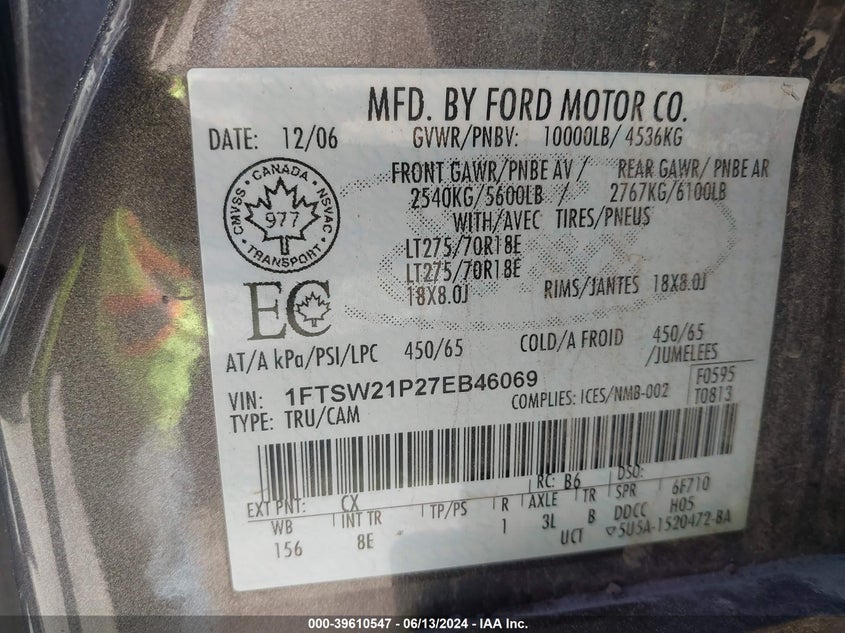 MFD. BY FORD MOTOR CO.
DATE: 12/06 GVWR/PNBV: 10000LB/ 4536KG
FRONT GAWR/PNBE AV / REAR GAWR/ PNBE AR
2540KG/5600LB / 2767KG/6100LB
WITH/AVEC TIRES/PNEUS
LT275/70R18E
LT275/70R18E
18X8.0J RIMS/JANTES 18X8.0J
CMVSS · CANADA · NSVAC
977
TRANSPORT
EC
AT/A kPa/PSI/LPC 450/65 COLD/A FROID 450/65
/JUMELEES
VIN: 1FTSW21P27EB46069
TYPE: TRU/CAM COMPLIES: ICES/NMB-002
F0595
T0813
EXT PNT: CX RC: B6 DSO:
WB INT TR TP/PS R AXLE TR SPR 6F710
156 8E 1 3L B DDCC H05
UCT ▽5U5A-1520472-BA
000-39610547 - 06/13/2024 - IAA Inc.